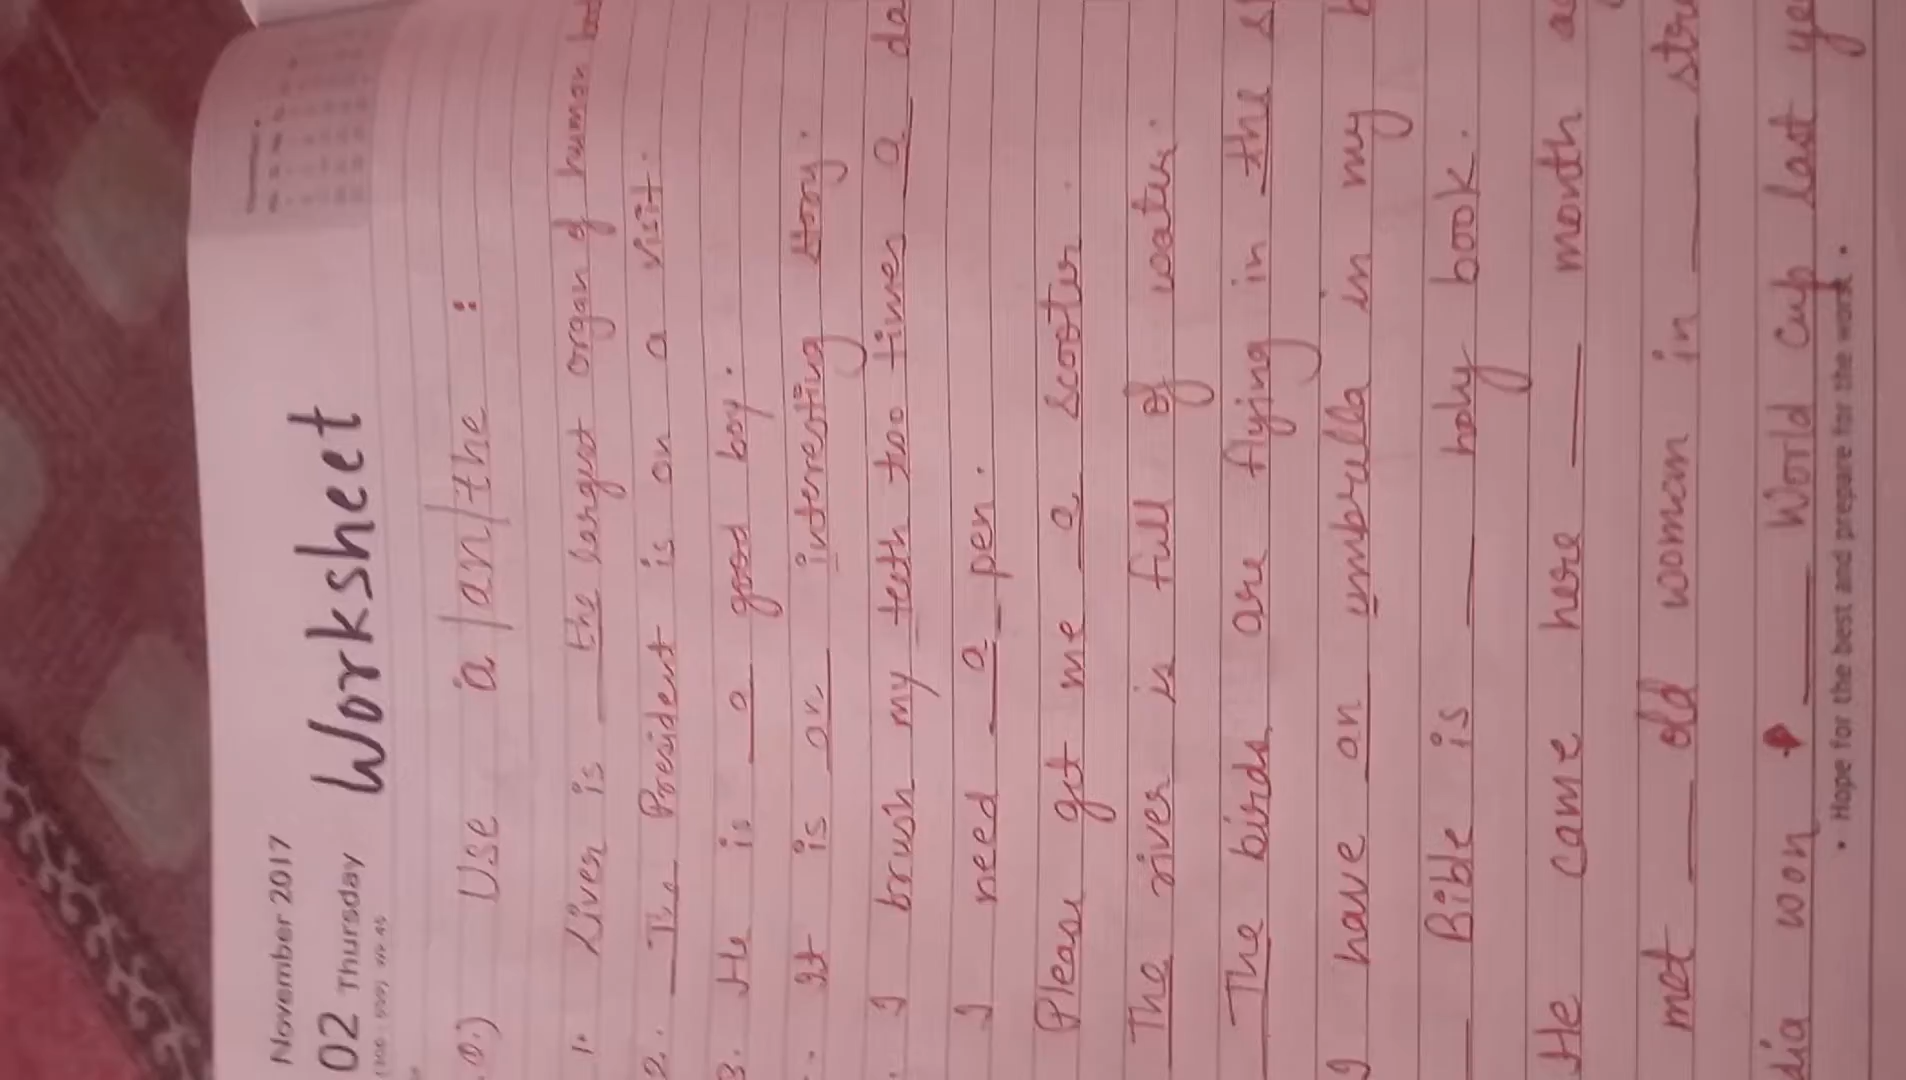 November 2017
02 Thursday Worksheet
Use a/an/the :
1. Liver is the largest organ of human
2. The President is on a visit.
3. He is a good boy.
It is an interresting story.
I brush my teeth two times a da
I need a pen.
Please get me a scooter.
The river is full of water.
The birds are flying in the s
I have an umbrella in my b
___ Bible is ___ holy book.
He came here ___ month a
met ___ old woman in ___ stre
dia won ___ World Cup last ye
• Hope for the best and prepare for the worst •